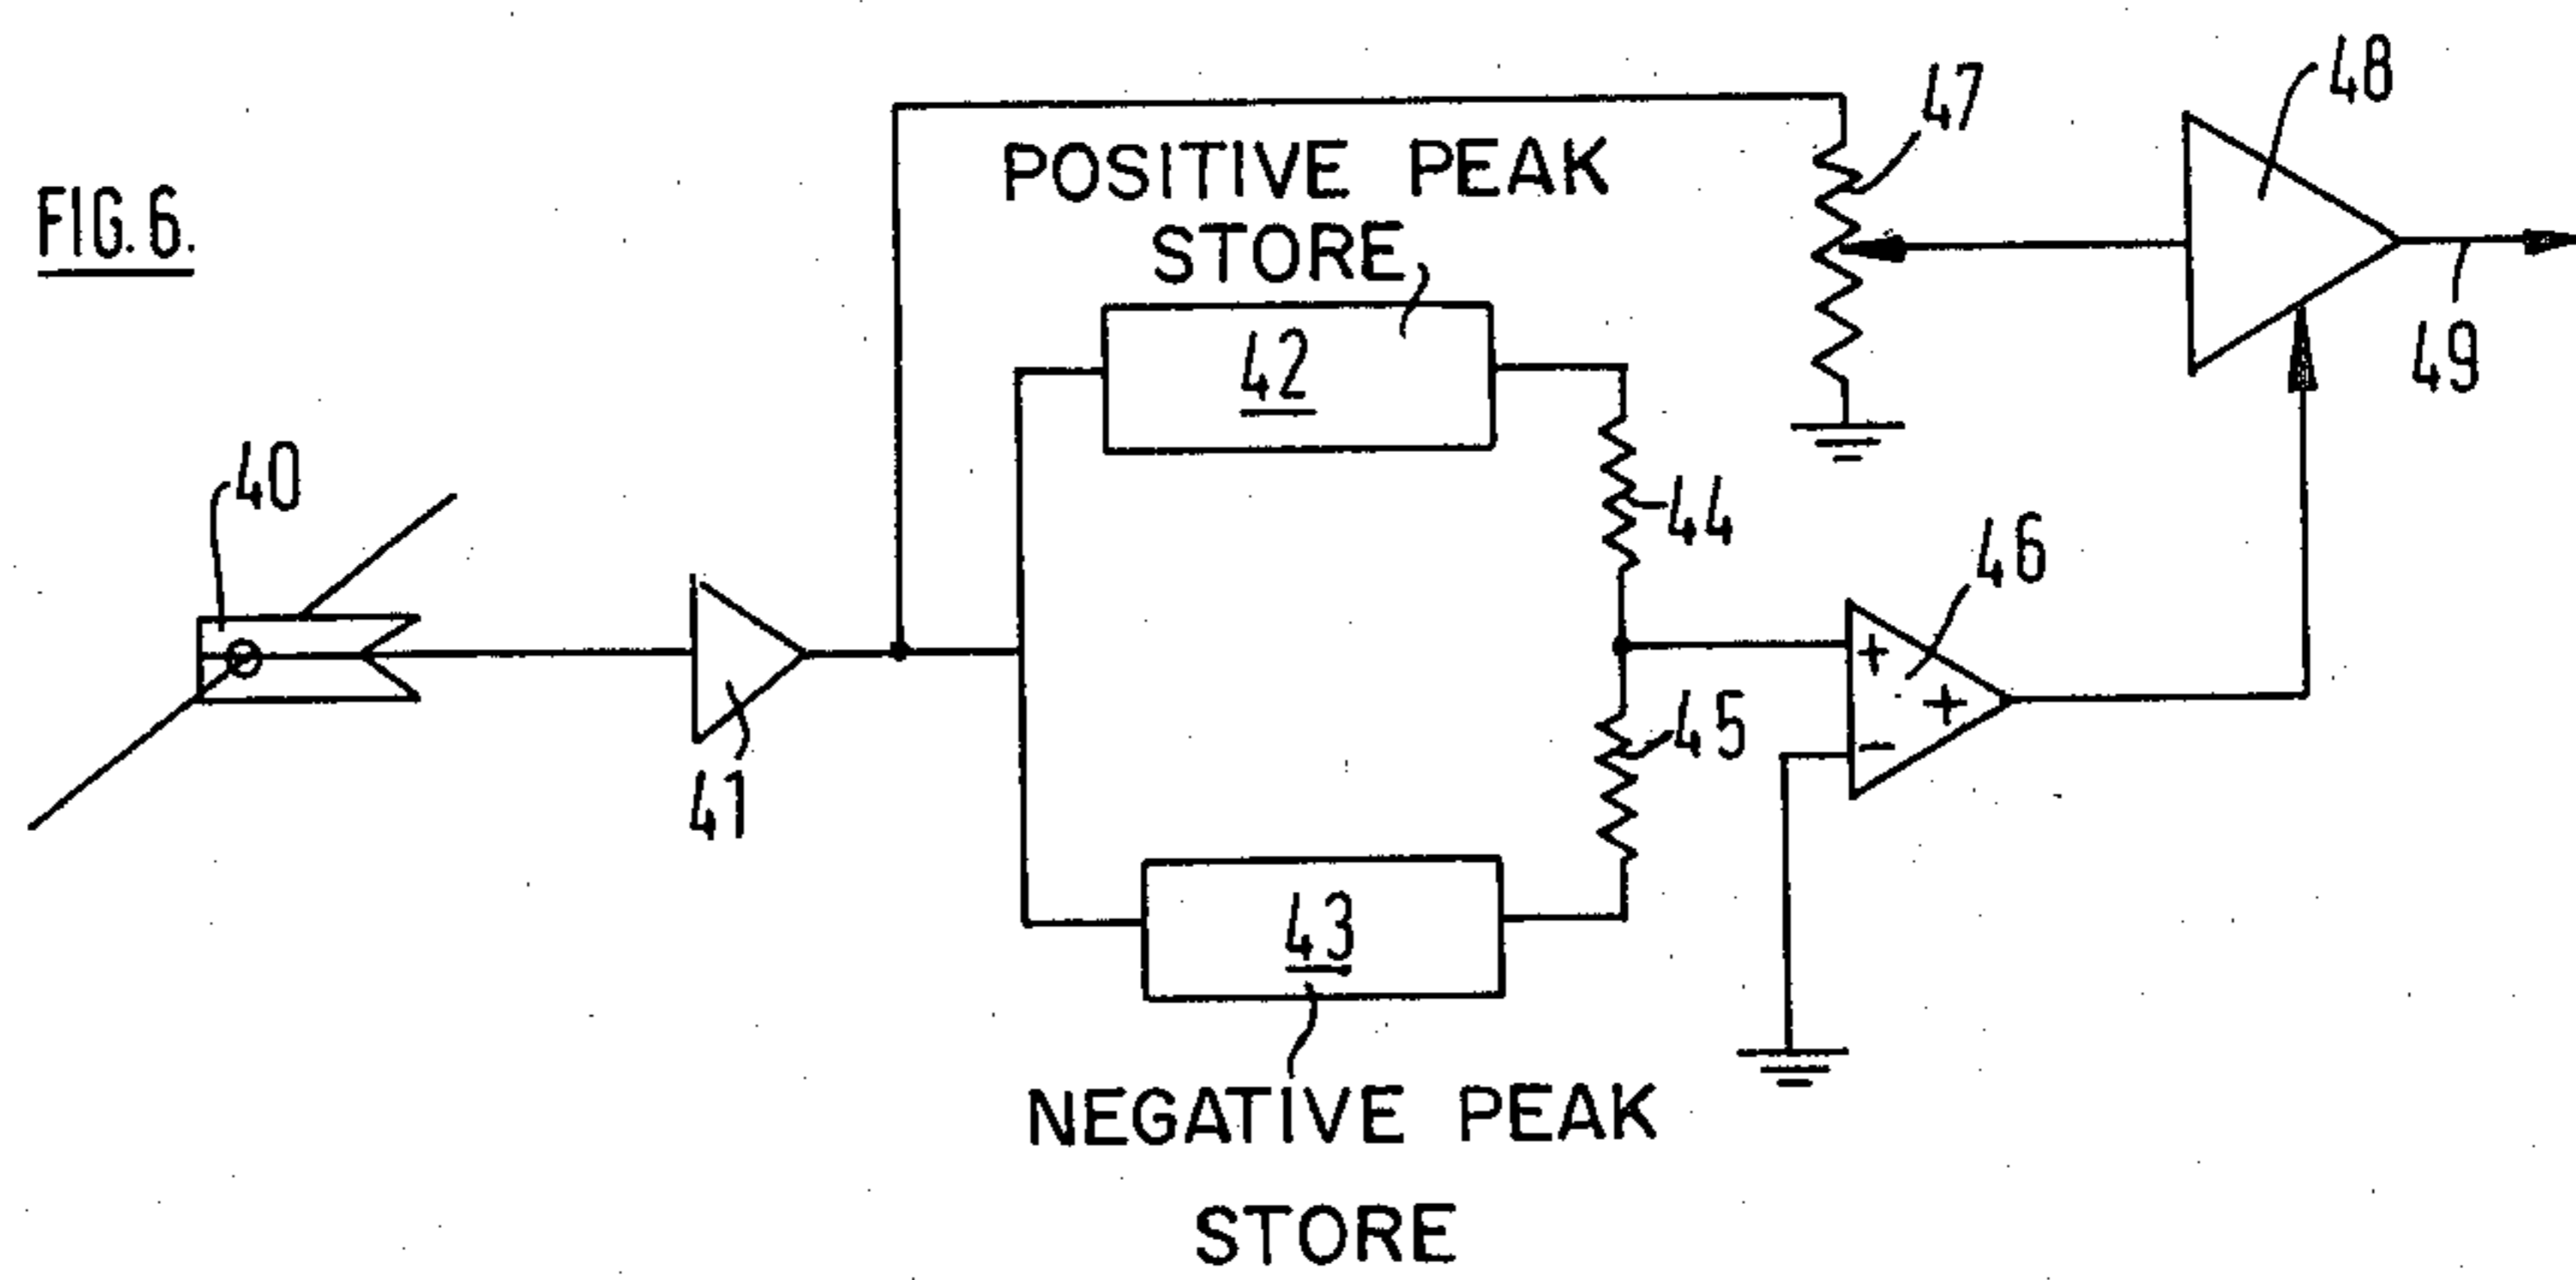 FIG. 6.
POSITIVE PEAK
STORE
42
47
48
49
40
44
46
+
+
-
45
41
43
NEGATIVE PEAK
STORE